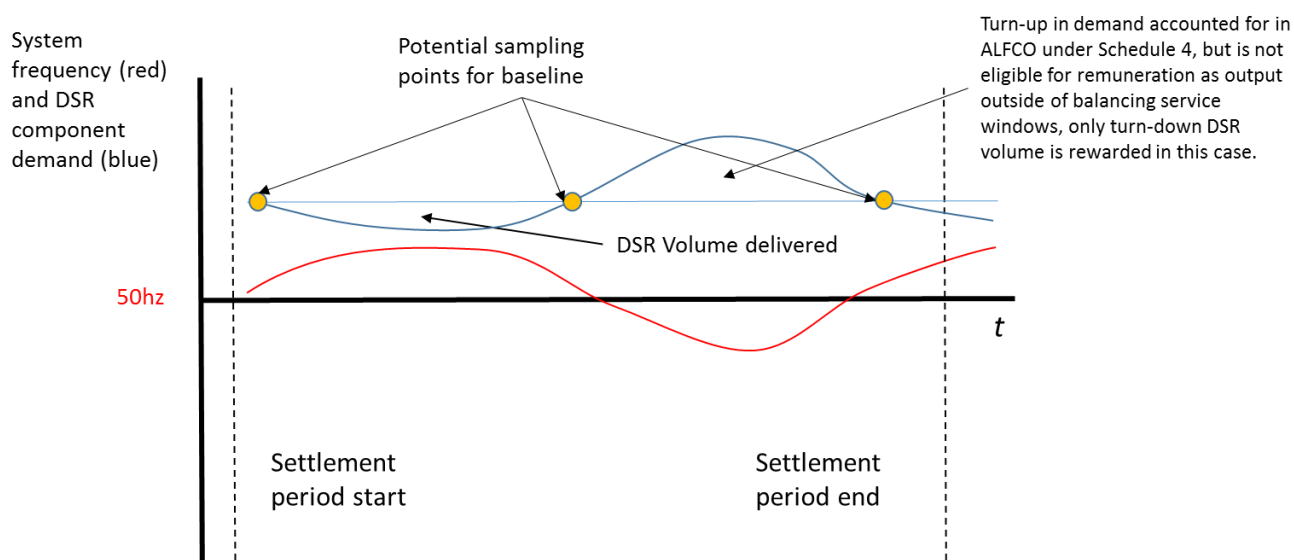 System
frequency (red)
and DSR
component
demand (blue)
Potential sampling
points for baseline
Turn-up in demand accounted for in
ALFCO under Schedule 4, but is not
eligible for remuneration as output
outside of balancing service
windows, only turn-down DSR
volume is rewarded in this case.
DSR Volume delivered
50hz
t
Settlement
period start
Settlement
period end